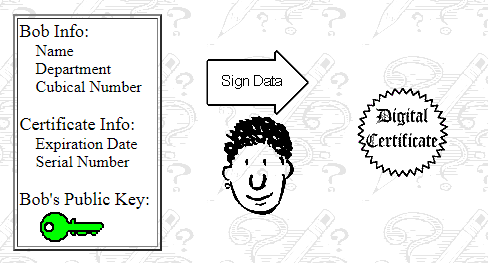 Bob Info:
Name
Department
Cubical Number
Certificate Info:
Expiration Date
Serial Number
Bob's Public Key:
Sign Data
Digital
Certificate